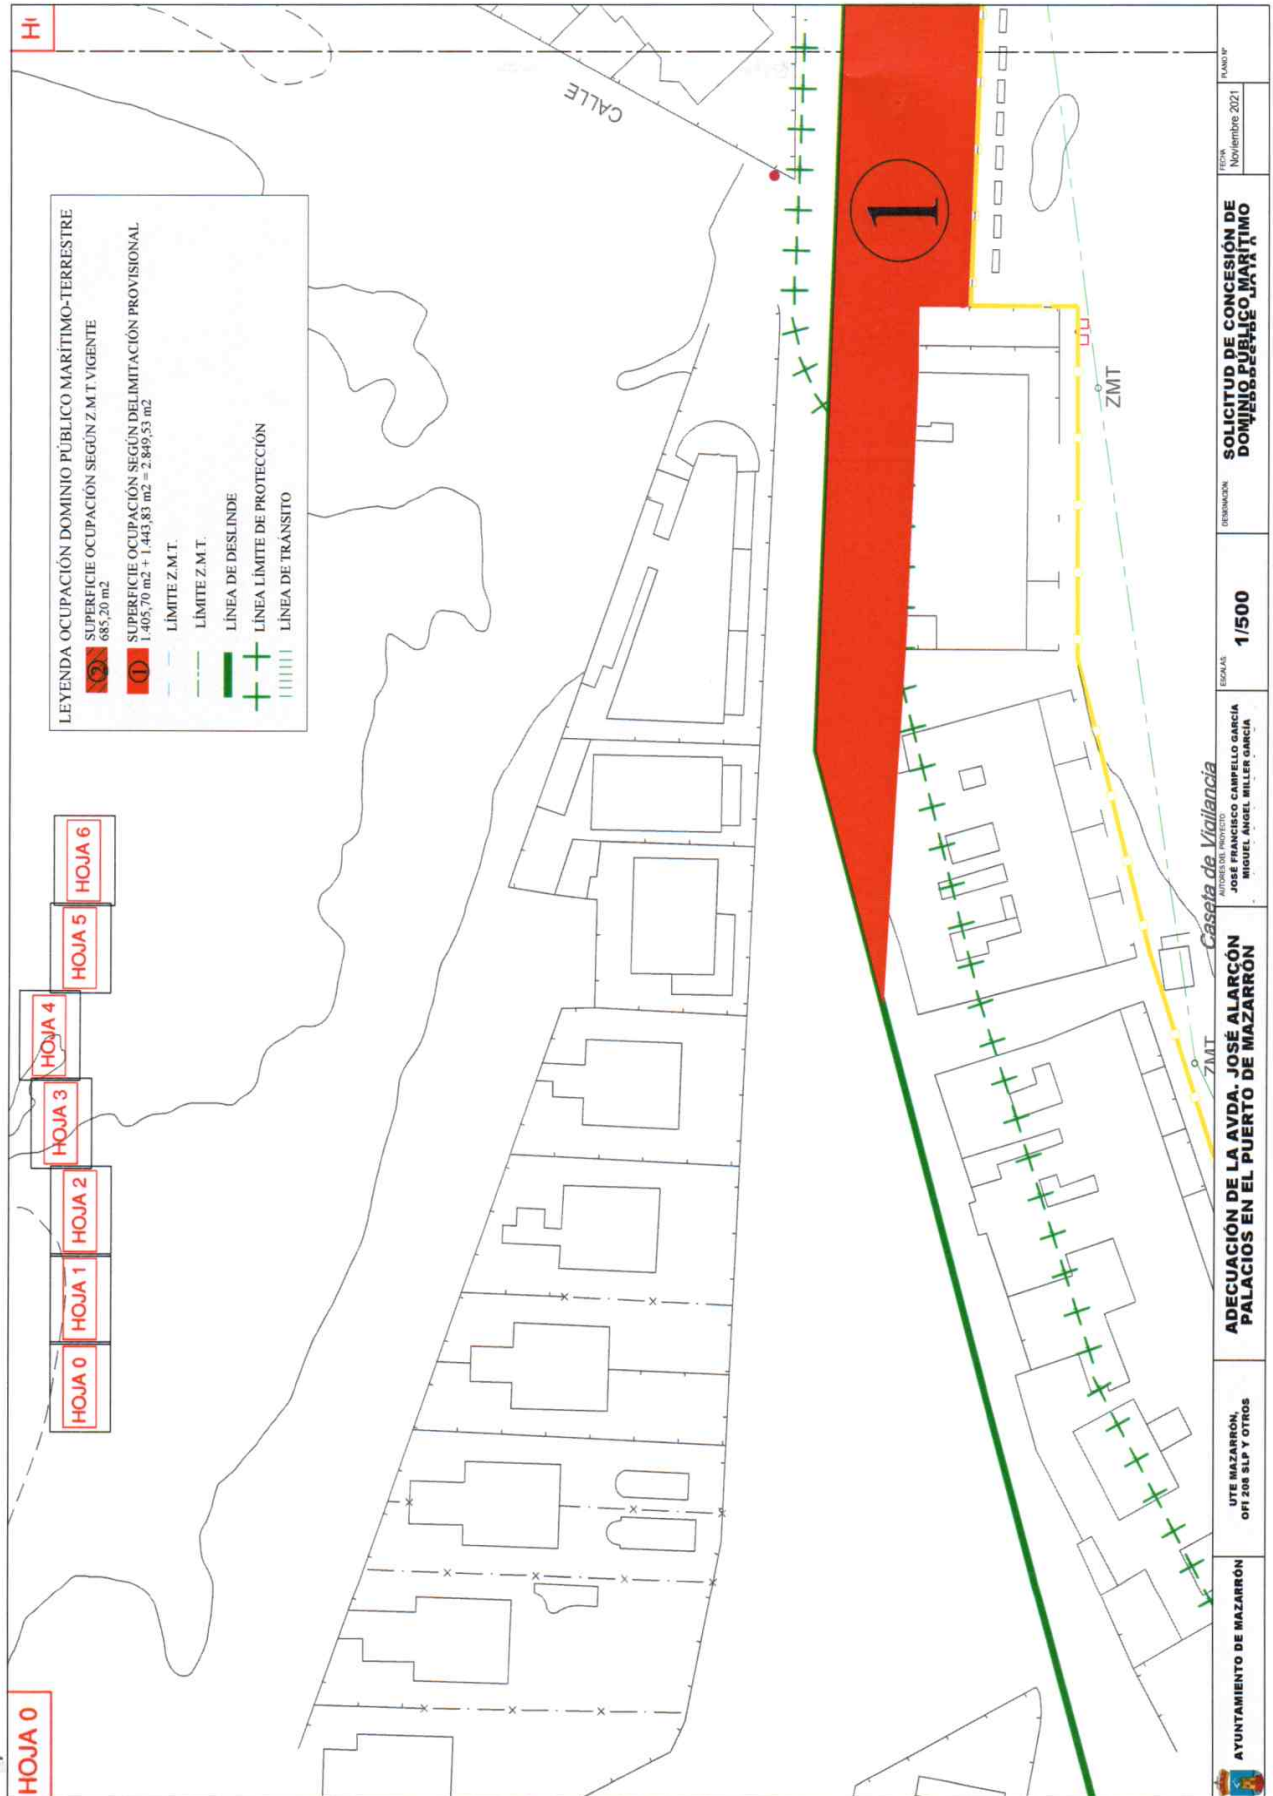 HOJA 0
HOJA 0
HOJA 1
HOJA 2
HOJA 3
HOJA 4
HOJA 5
HOJA 6
LEYENDA OCUPACIÓN DOMINIO PÚBLICO MARÍTIMO-TERRESTRE
2
SUPERFICIE OCUPACIÓN SEGÚN Z.M.T. VIGENTE
685,20 m2
1
SUPERFICIE OCUPACIÓN SEGÚN DELIMITACIÓN PROVISIONAL
1.405,70 m2 + 1.443,83 m2 = 2.849,53 m2
LÍMITE Z.M.T.
LÍMITE Z.M.T.
LÍNEA DE DESLINDE
LÍNEA LÍMITE DE PROTECCIÓN
LÍNEA DE TRÁNSITO
H
CALLE
1
ZMT
ZMT
Caseta de Vigilancia
AYUNTAMIENTO DE MAZARRÓN
UTE MAZARRÓN,
OFI 205 SLP Y OTROS
ADECUACIÓN DE LA AVDA. JOSÉ ALARCÓN
PALACIOS EN EL PUERTO DE MAZARRÓN
AUTORES DEL PROYECTO
JOSÉ FRANCISCO CAMPELLO GARCÍA
MIGUEL ÁNGEL MILLER GARCÍA
ESCALAS
1/500
DESIGNACIÓN
SOLICITUD DE CONCESIÓN DE
DOMINIO PÚBLICO MARÍTIMO
FECHA
Noviembre 2021
PLANO Nº